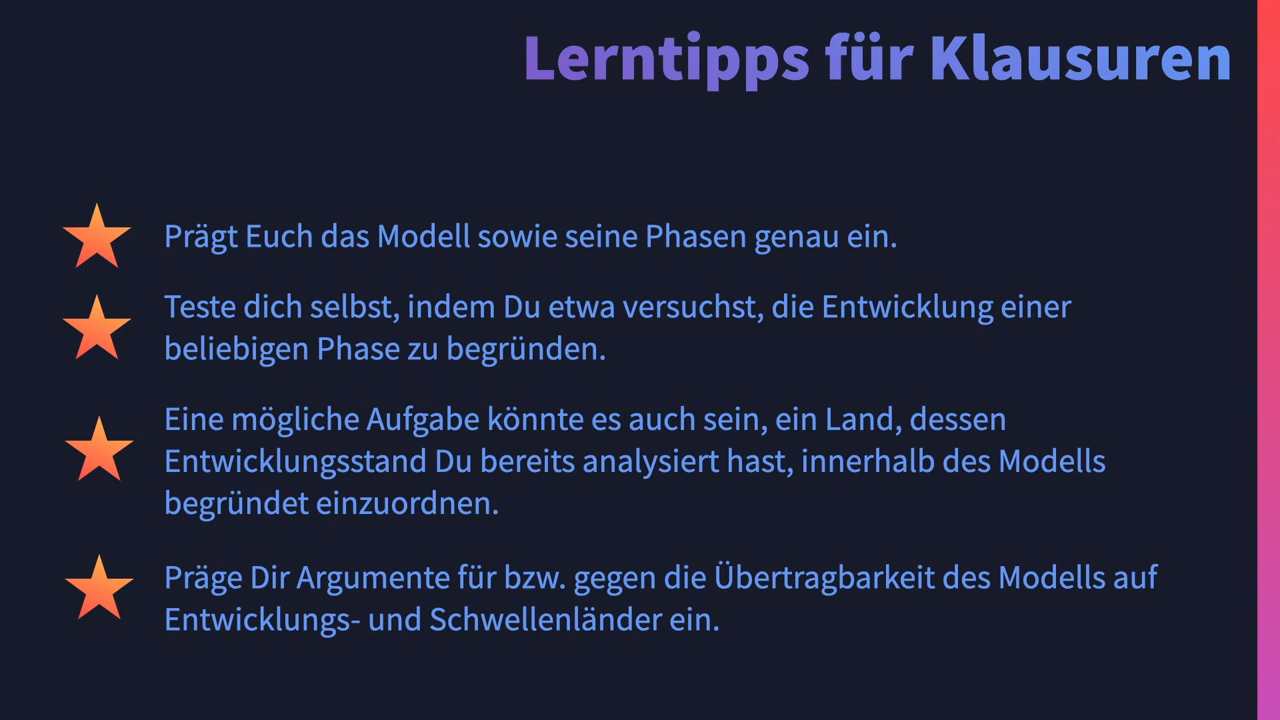 Lerntipps für Klausuren
Prägt Euch das Modell sowie seine Phasen genau ein.
Teste dich selbst, indem Du etwa versuchst, die Entwicklung einer
beliebigen Phase zu begründen.
Eine mögliche Aufgabe könnte es auch sein, ein Land, dessen
Entwicklungsstand Du bereits analysiert hast, innerhalb des Modells
begründet einzuordnen.
Präge Dir Argumente für bzw. gegen die Übertragbarkeit des Modells auf
Entwicklungs- und Schwellenländer ein.